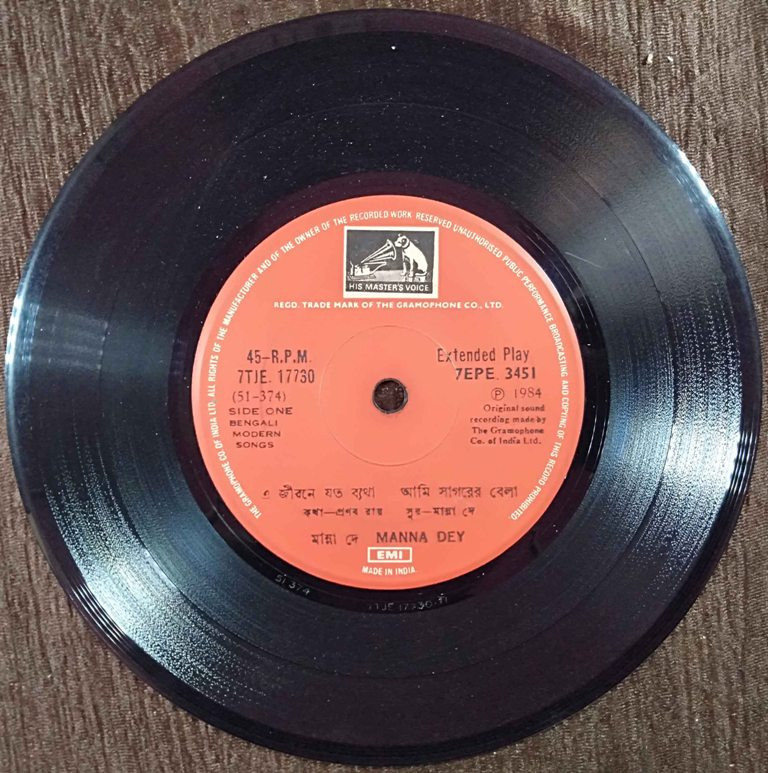 THE GRAMOPHONE CO. OF INDIA LTD. ALL RIGHTS OF THE MANUFACTURER AND OF THE OWNER OF THE RECORDED WORK RESERVED UNAUTHORISED PUBLIC PERFORMANCE BROADCASTING AND COPYING OF THIS RECORD PROHIBITED.
HIS MASTER'S VOICE
REGD. TRADE MARK OF THE GRAMOPHONE CO., LTD.
45-R.P.M.
7TJE. 17730
(51-374)
SIDE ONE
BENGALI
MODERN
SONGS
Extended Play
7EPE. 3451
Ⓟ 1984
Original sound
recording made by
The Gramophone
Co. of India Ltd.
এ জীবনে যত ব্যথা আমি সাগরের বেলা
কথা—প্রণব রায় সুর—মান্না দে
মান্না দে MANNA DEY
EMI
MADE IN INDIA.
51 374